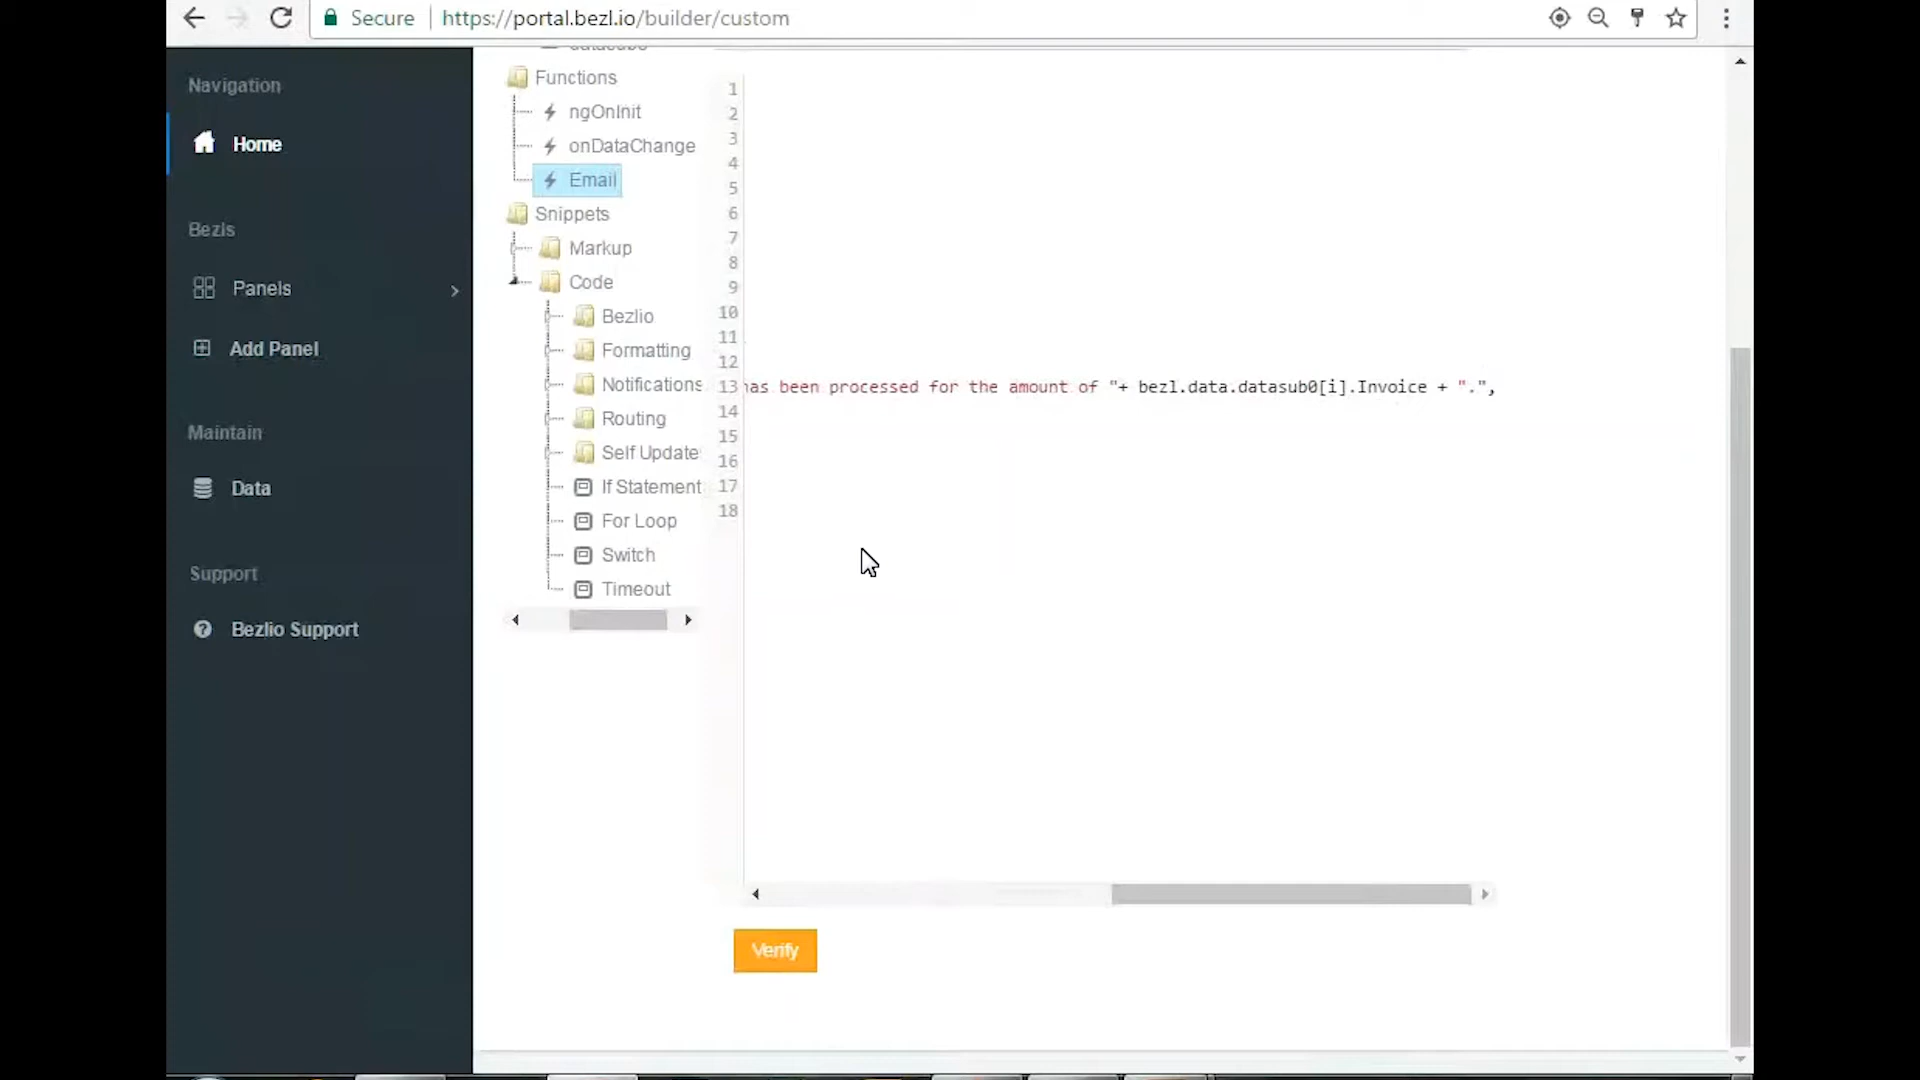 Secure https://portal.bezl.io/builder/custom
Navigation
Home
Bezls
Panels
Add Panel
Maintain
Data
Support
Bezlio Support
datasub0
Functions
ngOnInit
onDataChange
Email
Snippets
Markup
Code
Bezlio
Formatting
Notifications
Routing
Self Update
If Statement
For Loop
Switch
Timeout
1
2
3
4
5
6
7
8
9
10
11
12
13 has been processed for the amount of "+ bezl.data.datasub0[i].Invoice + ".",
14
15
16
17
18
Verify